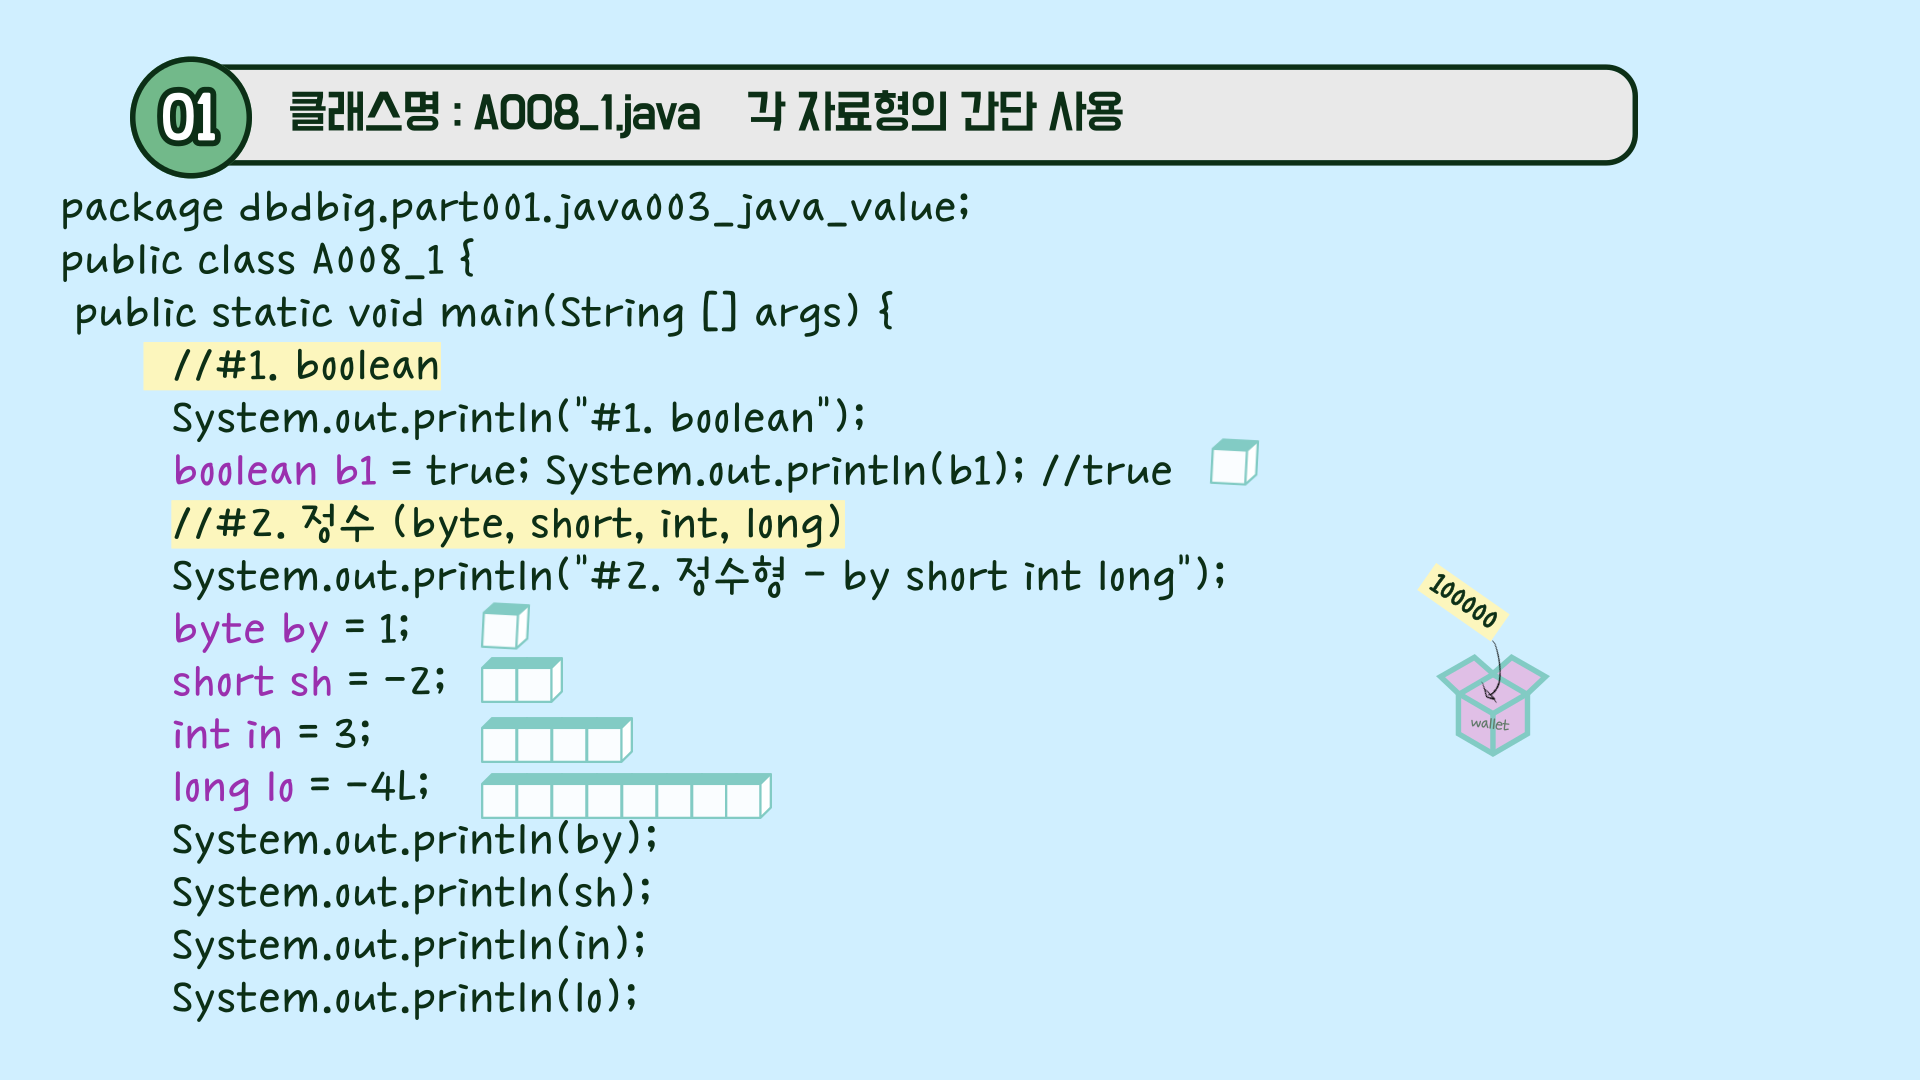 01
클래스명 : A008_1.java 각 자료형의 간단 사용
package dbdbig.part001.java003_java_value;
public class A008_1 {
public static void main(String [] args) {
//#1. boolean
System.out.println("#1. boolean");
boolean b1 = true; System.out.println(b1); //true
//#2. 정수 (byte, short, int, long)
System.out.println("#2. 정수형 - by short int long");
byte by = 1;
short sh = -2;
int in = 3;
long lo = -4L;
System.out.println(by);
System.out.println(sh);
System.out.println(in);
System.out.println(lo);
100000
wallet